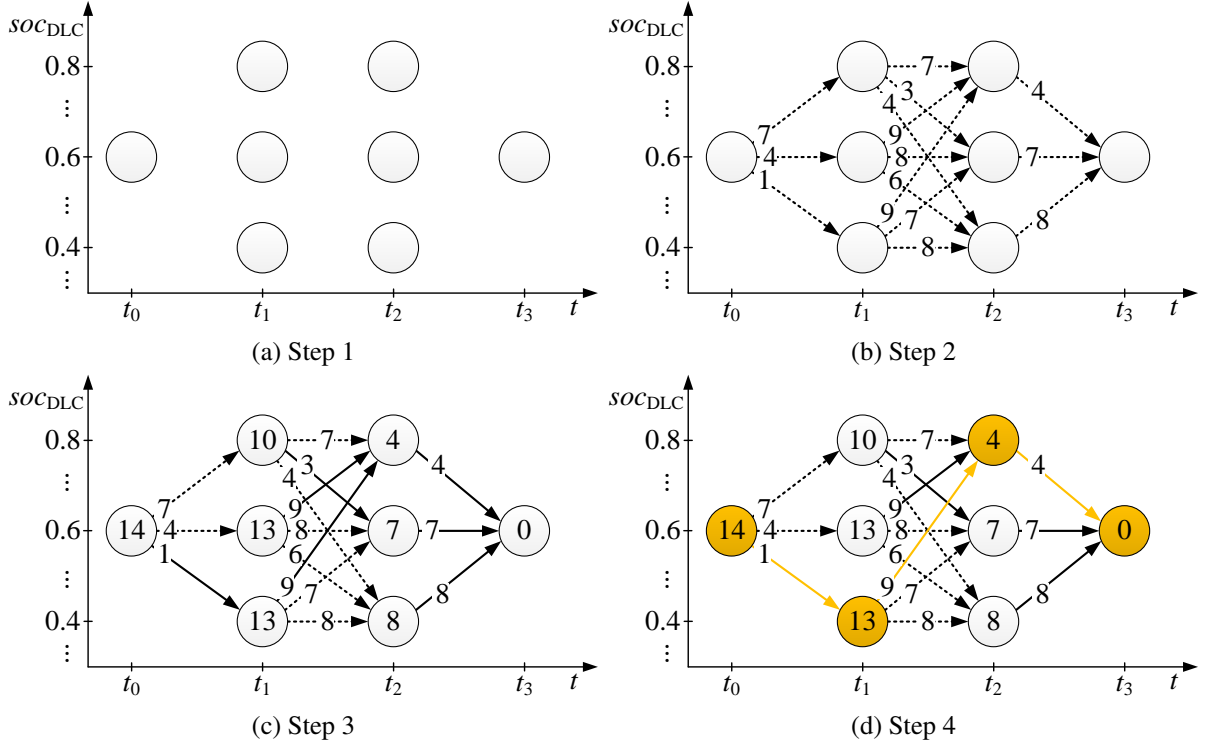 soc_DLC
0.8
⋮
0.6
⋮
0.4
⋮
t_0 t_1 t_2 t_3 t
(a) Step 1
soc_DLC
0.8 7 4
⋮ 3
4
7 9
0.6 4 8 7
1 6
⋮ 9 7 8
0.4 8
⋮
t_0 t_1 t_2 t_3 t
(b) Step 2
soc_DLC
0.8 10 7 4 4
⋮ 3
4
7 9
0.6 14 4 13 8 7 7 0
1 6
⋮ 9 7 8
0.4 13 8 8
⋮
t_0 t_1 t_2 t_3 t
(c) Step 3
soc_DLC
0.8 10 7 4 4
⋮ 3
4
7 9
0.6 14 4 13 8 7 7 0
1 6
⋮ 9 7 8
0.4 13 8 8
⋮
t_0 t_1 t_2 t_3 t
(d) Step 4